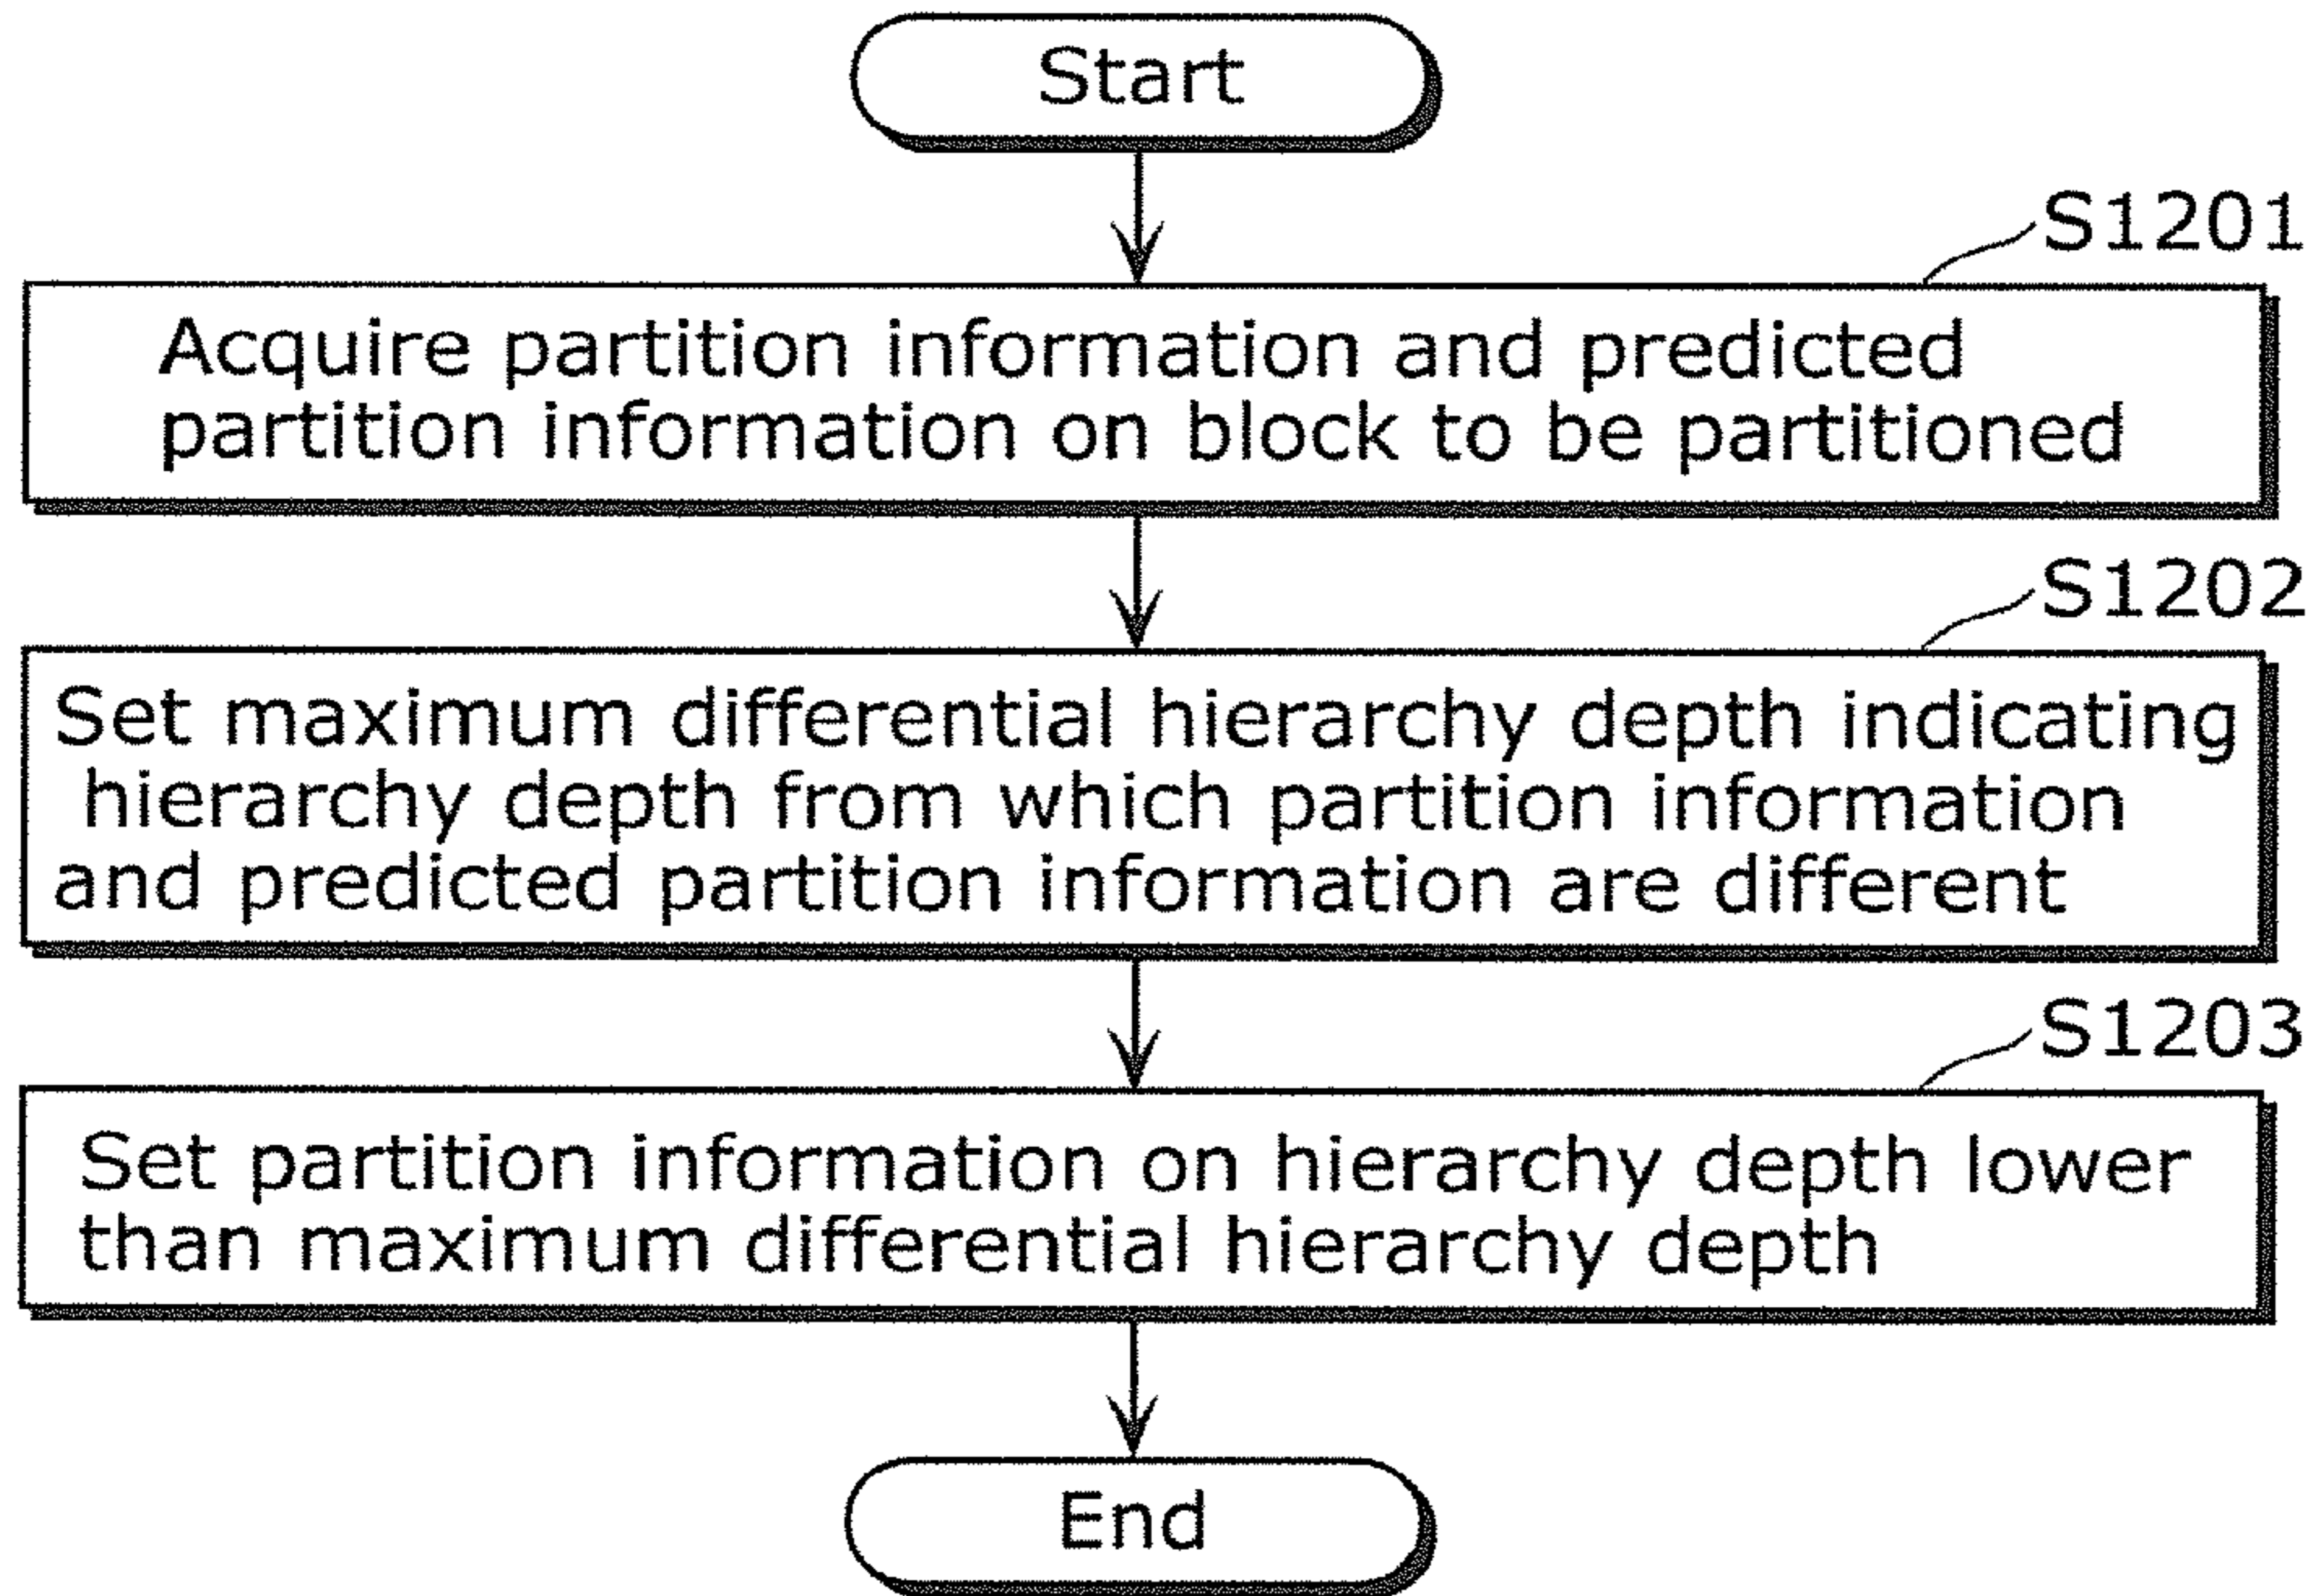 Start
S1201
Acquire partition information and predicted
partition information on block to be partitioned
S1202
Set maximum differential hierarchy depth indicating
hierarchy depth from which partition information
and predicted partition information are different
S1203
Set partition information on hierarchy depth lower
than maximum differential hierarchy depth
End